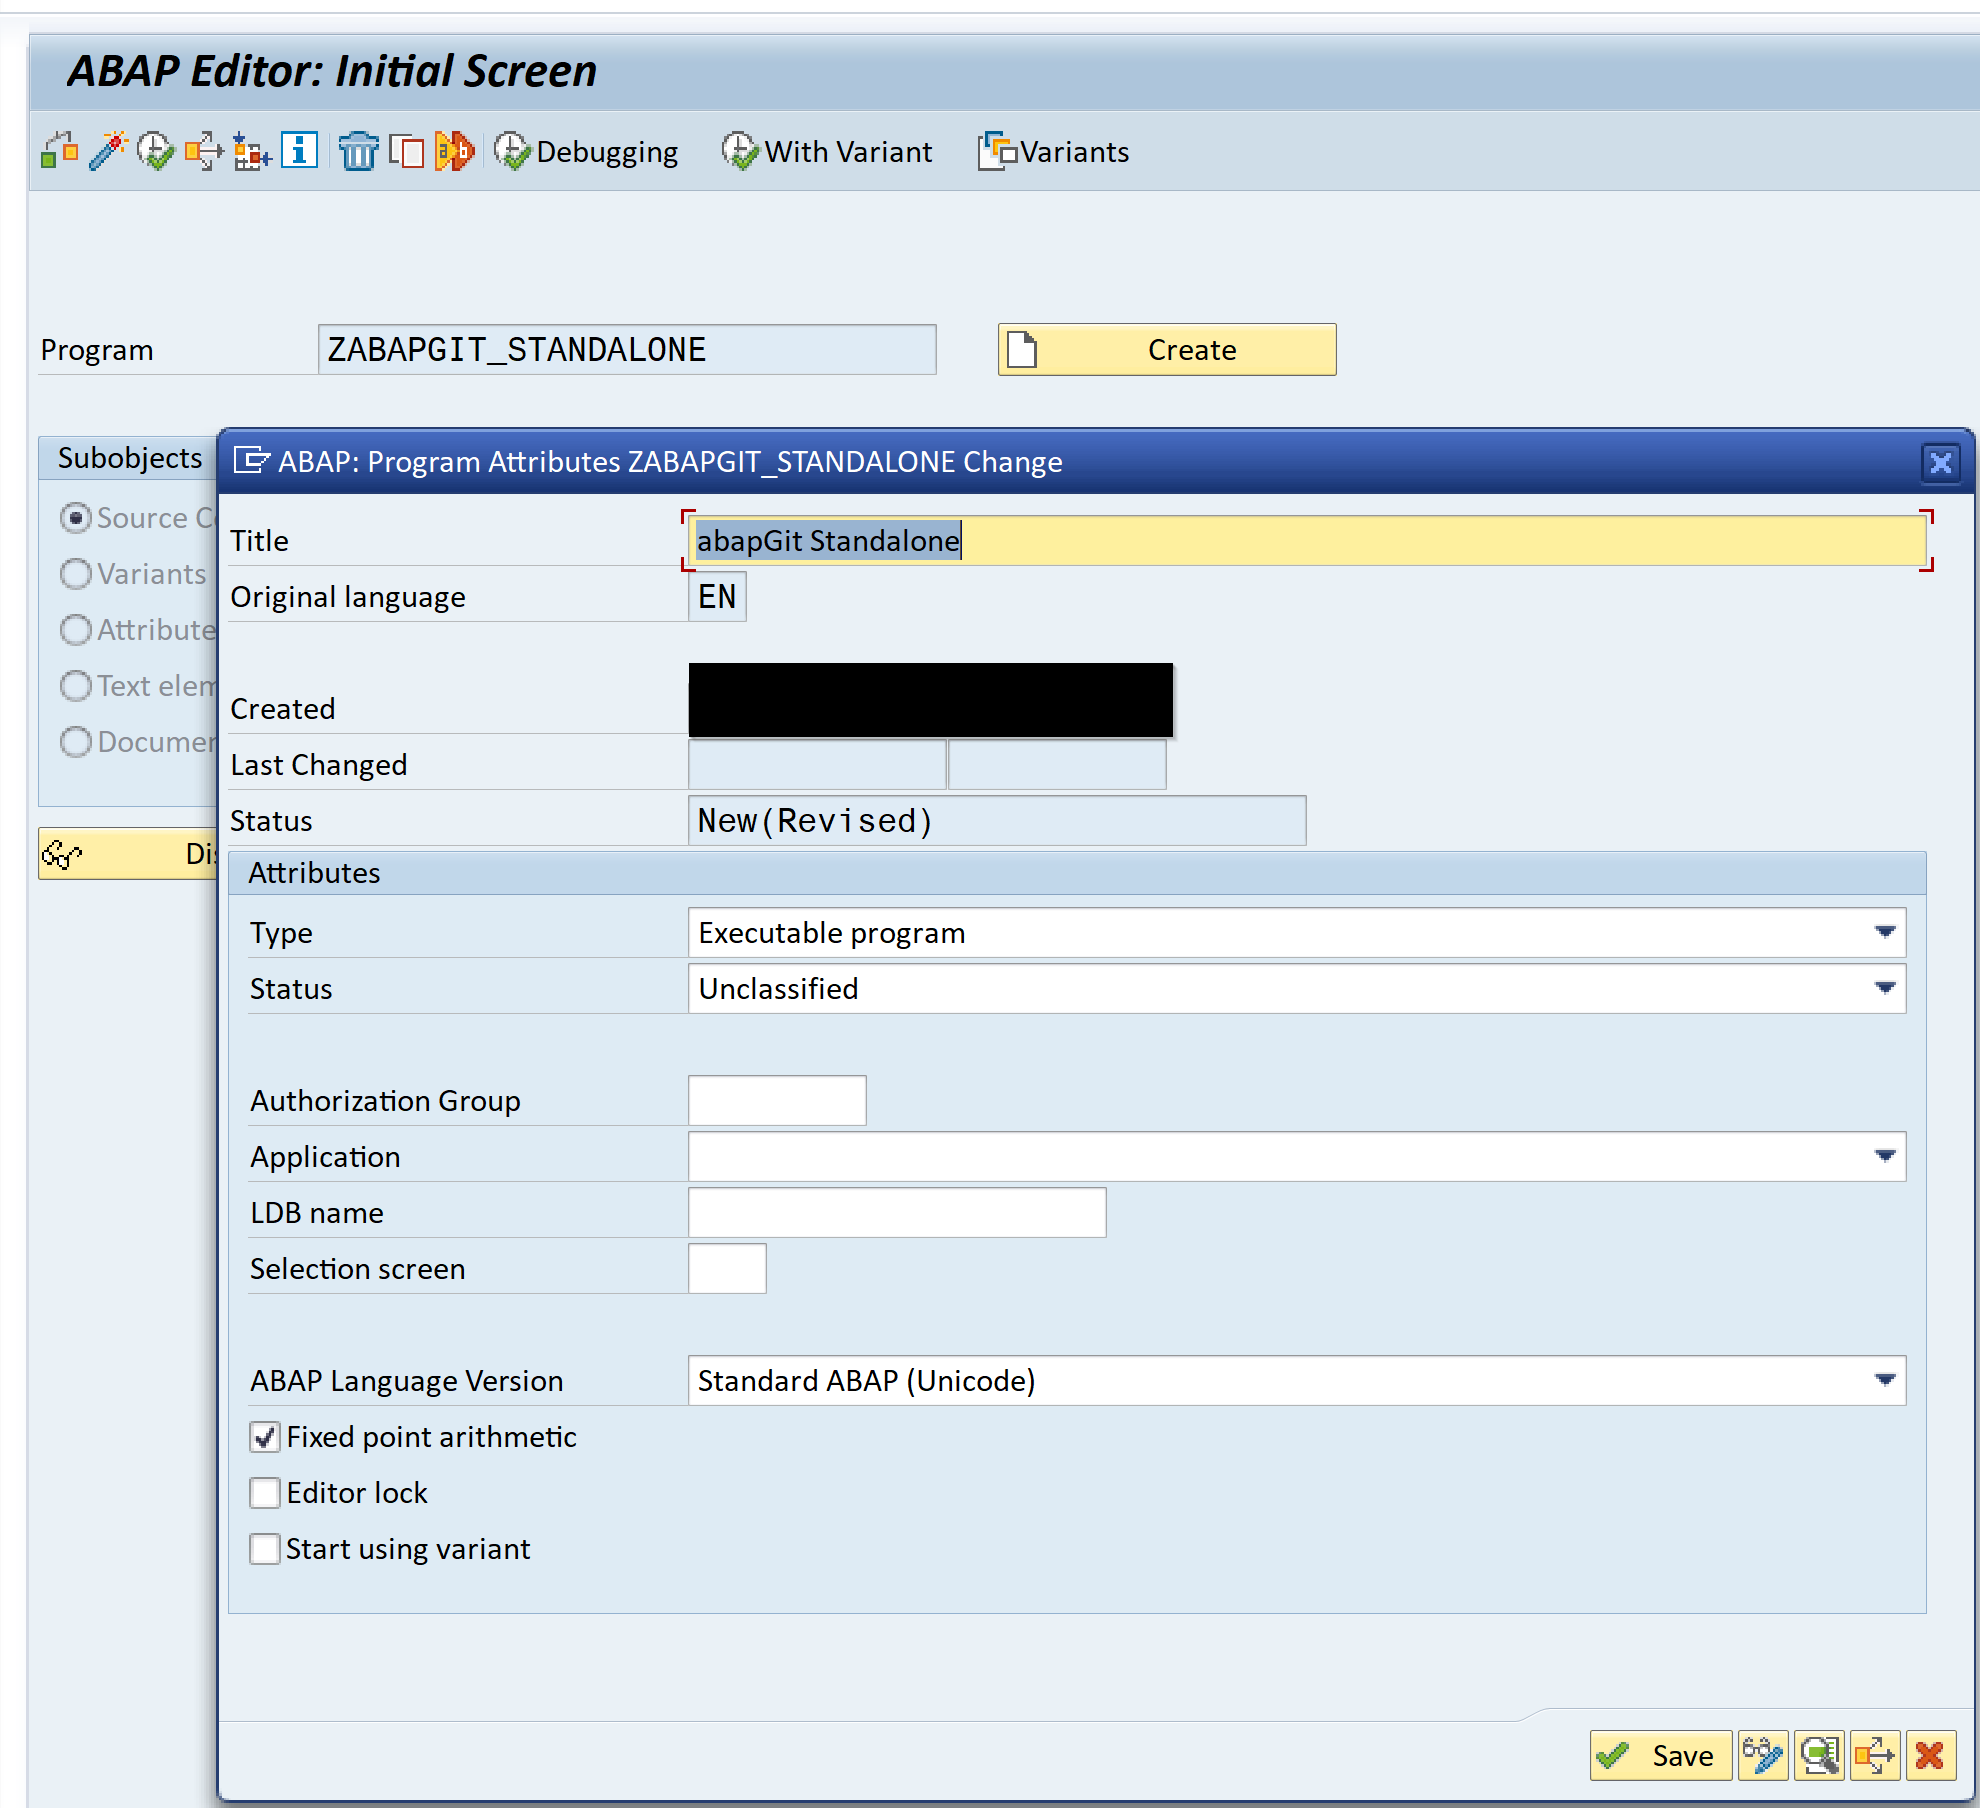 ABAP Editor: Initial Screen
Debugging With Variant Variants
Program ZABAPGIT_STANDALONE Create
Subobjects
Source C
Variants
Attribute
Text elem
Documen
Dis
ABAP: Program Attributes ZABAPGIT_STANDALONE Change
Title abapGit Standalone
Original language EN
Created
Last Changed
Status New(Revised)
Attributes
Type Executable program
Status Unclassified
Authorization Group
Application
LDB name
Selection screen
ABAP Language Version Standard ABAP (Unicode)
Fixed point arithmetic
Editor lock
Start using variant
Save